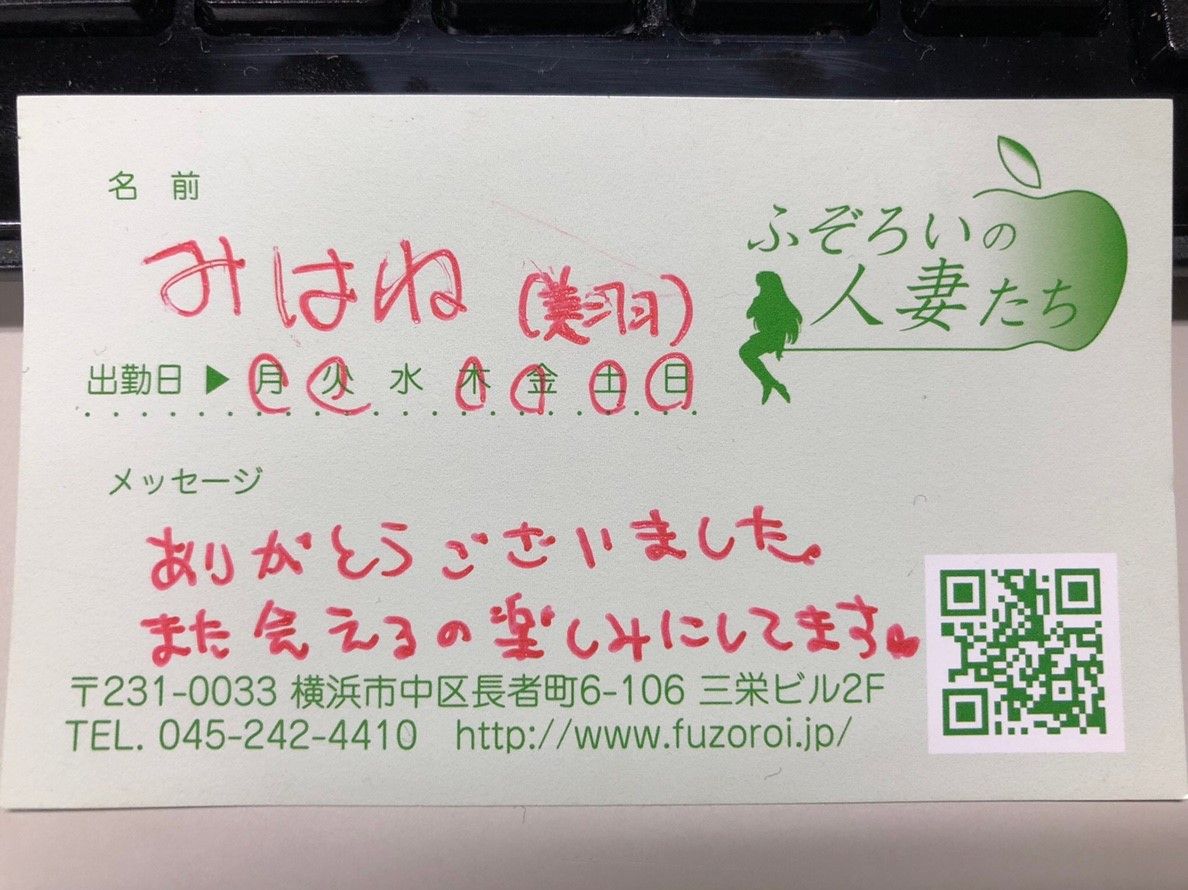 名前
ふぞろいの
人妻たち
みはね (美羽)
出勤日▶月 火 水 木 金 土 日
メッセージ
ありがとうございました。
また会えるの楽しみにしてます♥
〒231-0033 横浜市中区長者町6-106 三栄ビル2F
TEL. 045-242-4410 http://www.fuzoroi.jp/